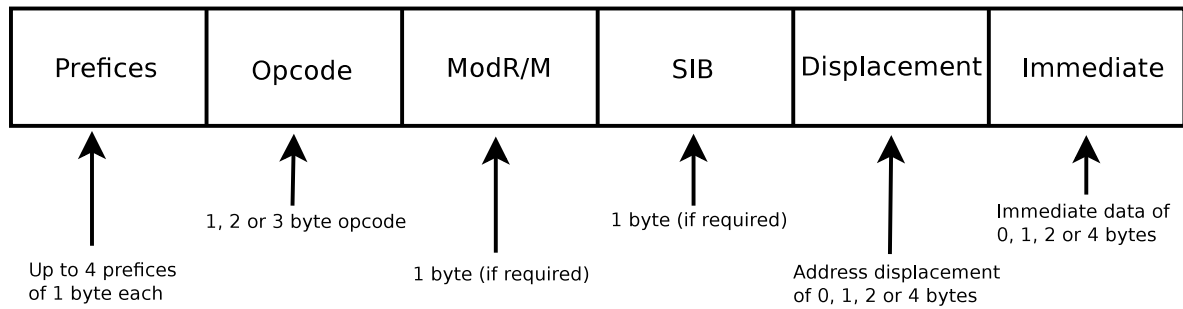 Prefices
Opcode
ModR/M
SIB
Displacement
Immediate
1, 2 or 3 byte opcode
1 byte (if required)
Immediate data of
0, 1, 2 or 4 bytes
Up to 4 prefices
of 1 byte each
1 byte (if required)
Address displacement
of 0, 1, 2 or 4 bytes